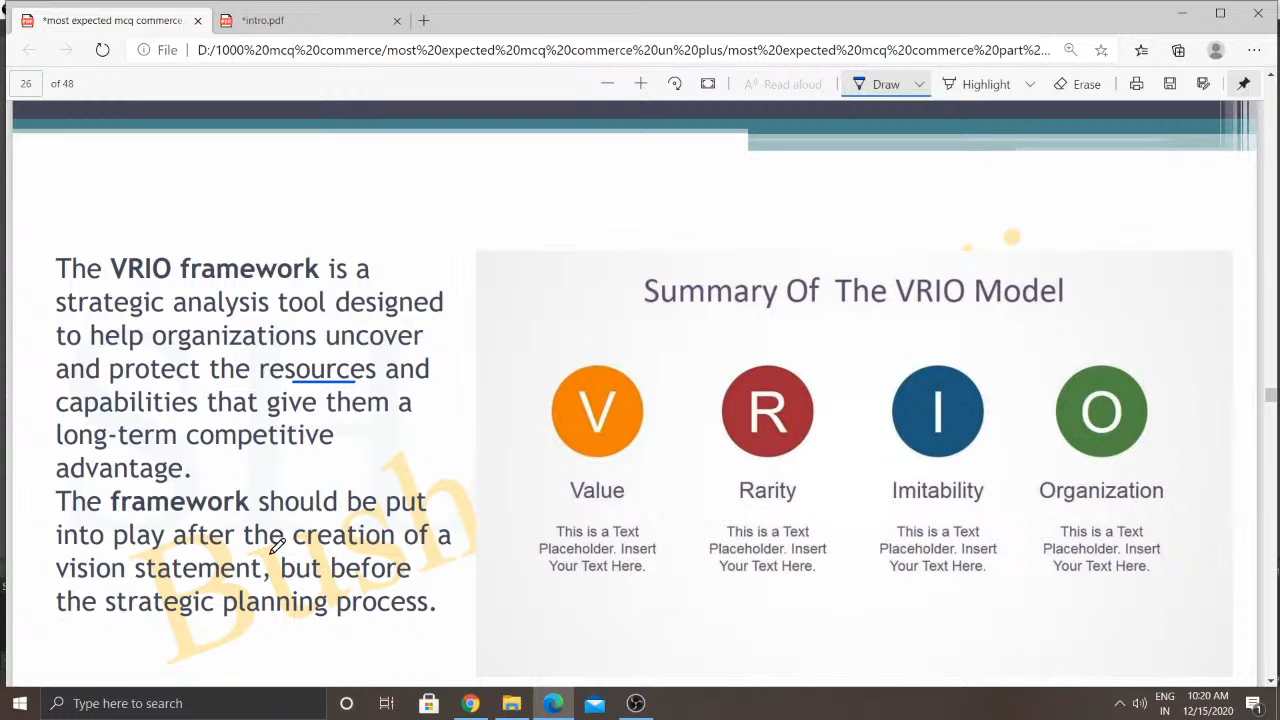 *most expected mcq commerce
*intro.pdf
File
D:/1000%20mcq%20commerce/most%20expected%20mcq%20commerce%20un%20plus/most%20expected%20mcq%20commerce%20part%2...
26 of 48
Read aloud
Draw
Highlight
Erase
The VRIO framework is a
strategic analysis tool designed
to help organizations uncover
and protect the resources and
capabilities that give them a
long-term competitive
advantage.
The framework should be put
into play after the creation of a
vision statement, but before
the strategic planning process.
Bush
Summary Of The VRIO Model
V
R
I
O
Value
Rarity
Imitability
Organization
This is a Text
Placeholder. Insert
Your Text Here.
This is a Text
Placeholder. Insert
Your Text Here.
This is a Text
Placeholder. Insert
Your Text Here.
This is a Text
Placeholder. Insert
Your Text Here.
Type here to search
ENG
IN
10:20 AM
12/15/2020
1